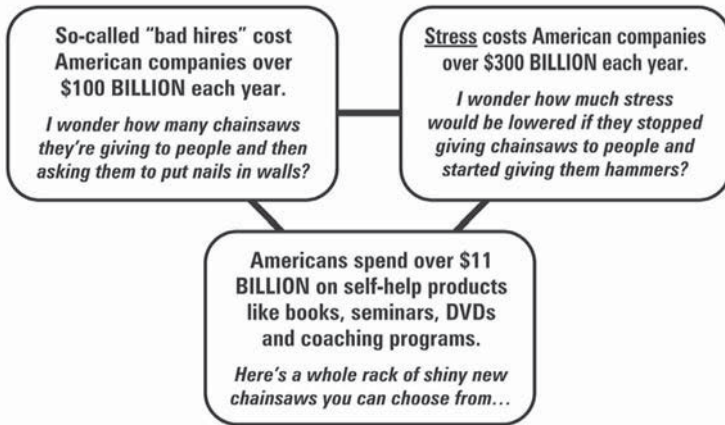 So-called “bad hires” cost
American companies over
$100 BILLION each year.
I wonder how many chainsaws
they’re giving to people and then
asking them to put nails in walls?
Stress costs American companies
over $300 BILLION each year.
I wonder how much stress
would be lowered if they stopped
giving chainsaws to people and
started giving them hammers?
Americans spend over $11
BILLION on self-help products
like books, seminars, DVDs
and coaching programs.
Here’s a whole rack of shiny new
chainsaws you can choose from…